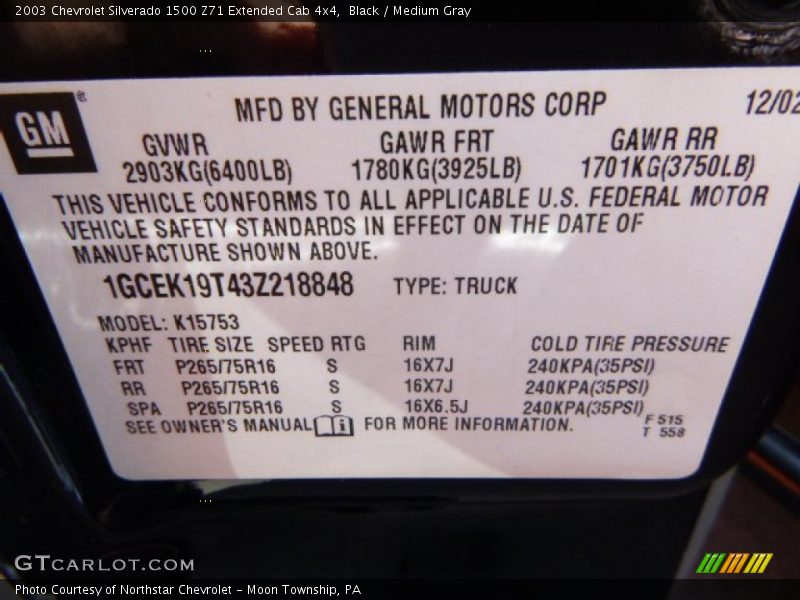 2003 Chevrolet Silverado 1500 Z71 Extended Cab 4x4, Black / Medium Gray
GM®
MFD BY GENERAL MOTORS CORP 12/02
GVWR GAWR FRT GAWR RR
2903KG(6400LB) 1780KG(3925LB) 1701KG(3750LB)
THIS VEHICLE CONFORMS TO ALL APPLICABLE U.S. FEDERAL MOTOR
VEHICLE SAFETY STANDARDS IN EFFECT ON THE DATE OF
MANUFACTURE SHOWN ABOVE.
1GCEK19T43Z218848 TYPE: TRUCK
MODEL: K15753
KPHF TIRE SIZE SPEED RTG RIM COLD TIRE PRESSURE
FRT P265/75R16 S 16X7J 240KPA(35PSI)
RR P265/75R16 S 16X7J 240KPA(35PSI)
SPA P265/75R16 S 16X6.5J 240KPA(35PSI)
SEE OWNER'S MANUAL i FOR MORE INFORMATION.
F 515
T 558
GTCARLOT.COM
Photo Courtesy of Northstar Chevrolet - Moon Township, PA